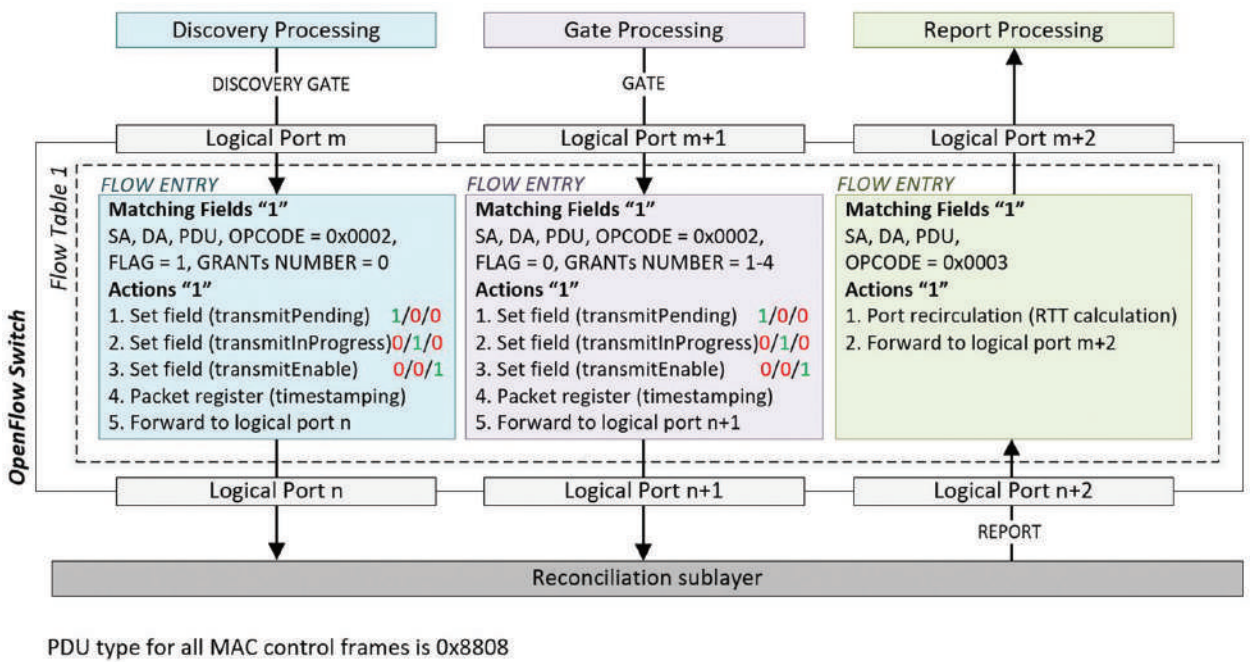 Discovery Processing
Gate Processing
Report Processing
DISCOVERY GATE
GATE
Logical Port m
Logical Port m+1
Logical Port m+2
OpenFlow Switch
Flow Table 1
FLOW ENTRY
Matching Fields “1”
SA, DA, PDU, OPCODE = 0x0002,
FLAG = 1, GRANTs NUMBER = 0
Actions “1”
1. Set field (transmitPending) 1/0/0
2. Set field (transmitInProgress)0/1/0
3. Set field (transmitEnable) 0/0/1
4. Packet register (timestamping)
5. Forward to logical port n
FLOW ENTRY
Matching Fields “1”
SA, DA, PDU, OPCODE = 0x0002,
FLAG = 0, GRANTs NUMBER = 1-4
Actions “1”
1. Set field (transmitPending) 1/0/0
2. Set field (transmitInProgress)0/1/0
3. Set field (transmitEnable) 0/0/1
4. Packet register (timestamping)
5. Forward to logical port n+1
FLOW ENTRY
Matching Fields “1”
SA, DA, PDU,
OPCODE = 0x0003
Actions “1”
1. Port recirculation (RTT calculation)
2. Forward to logical port m+2
Logical Port n
Logical Port n+1
Logical Port n+2
REPORT
Reconciliation sublayer
PDU type for all MAC control frames is 0x8808